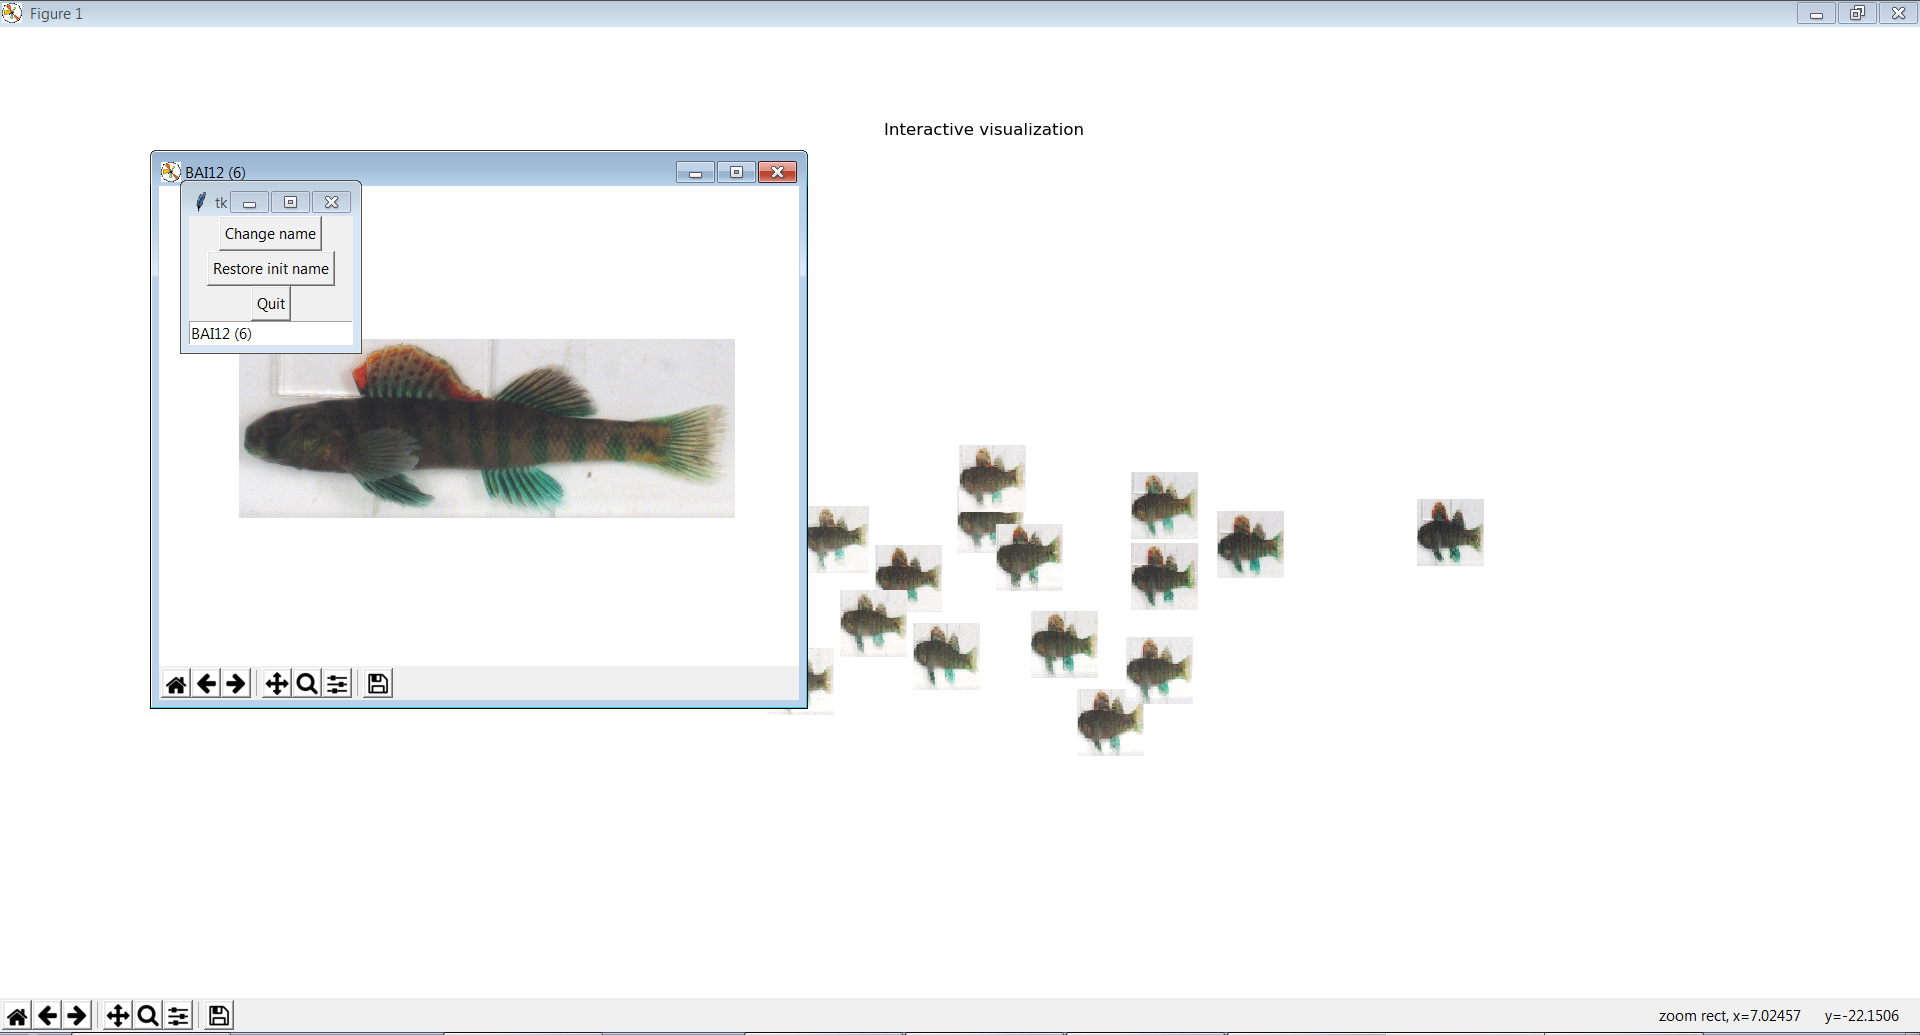 Figure 1
Interactive visualization
BAI12 (6)
tk
Change name
Restore init name
Quit
BAI12 (6)
zoom rect, x=7.02457 y=-22.1506